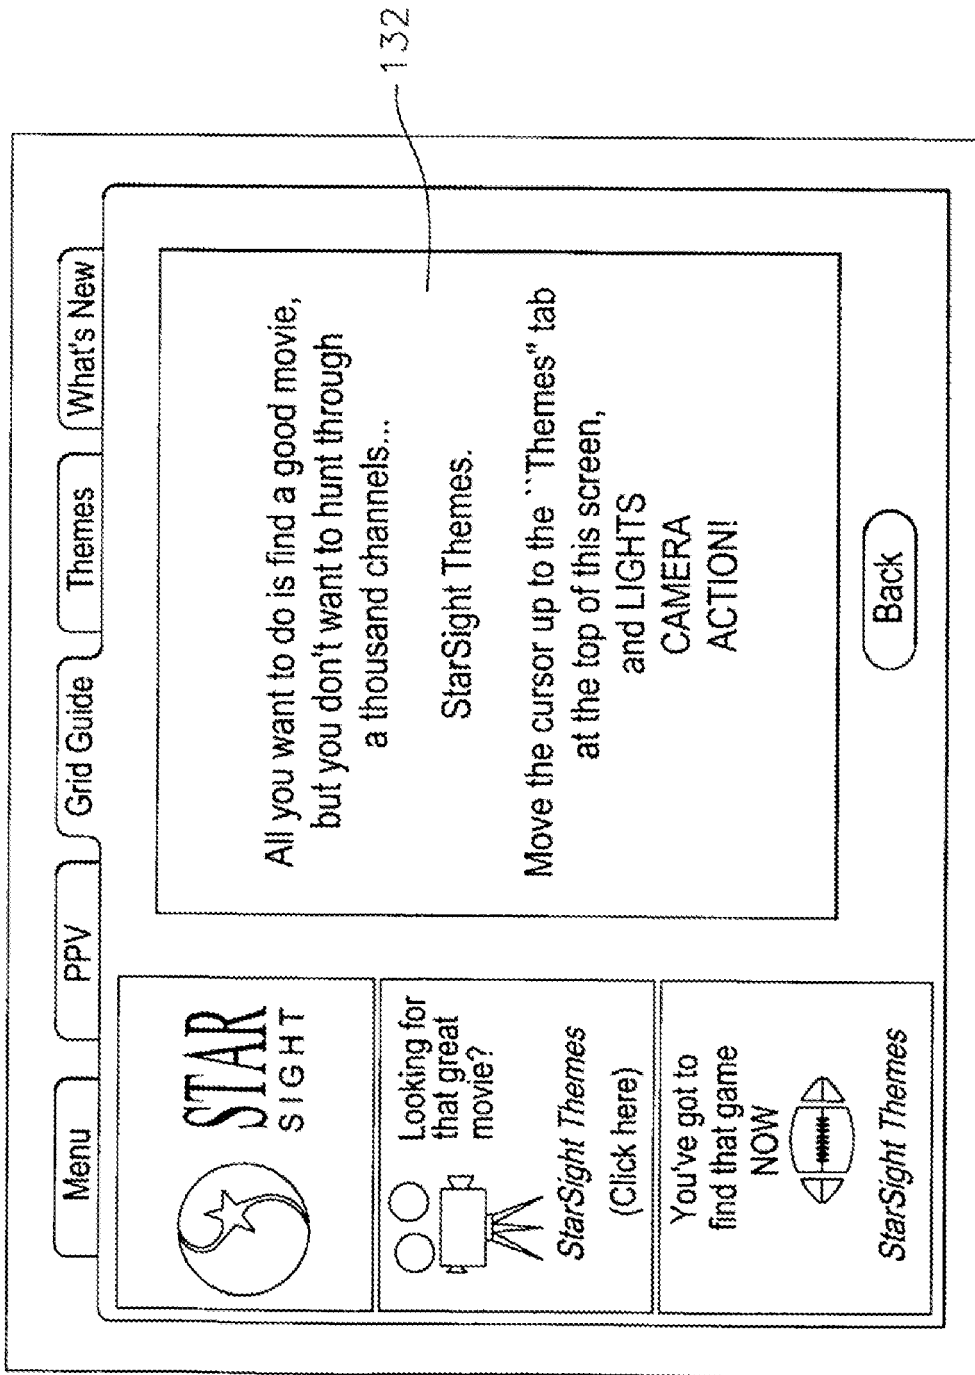 Menu
PPV
Grid Guide
Themes
What's New
STAR
SIGHT
Looking for
that great
movie?
StarSight Themes
(Click here)
You've got to
find that game
NOW
StarSight Themes
All you want to do is find a good movie,
but you don't want to hunt through
a thousand channels...
StarSight Themes.
Move the cursor up to the ``Themes" tab
at the top of this screen,
and LIGHTS
CAMERA
ACTION!
Back
132